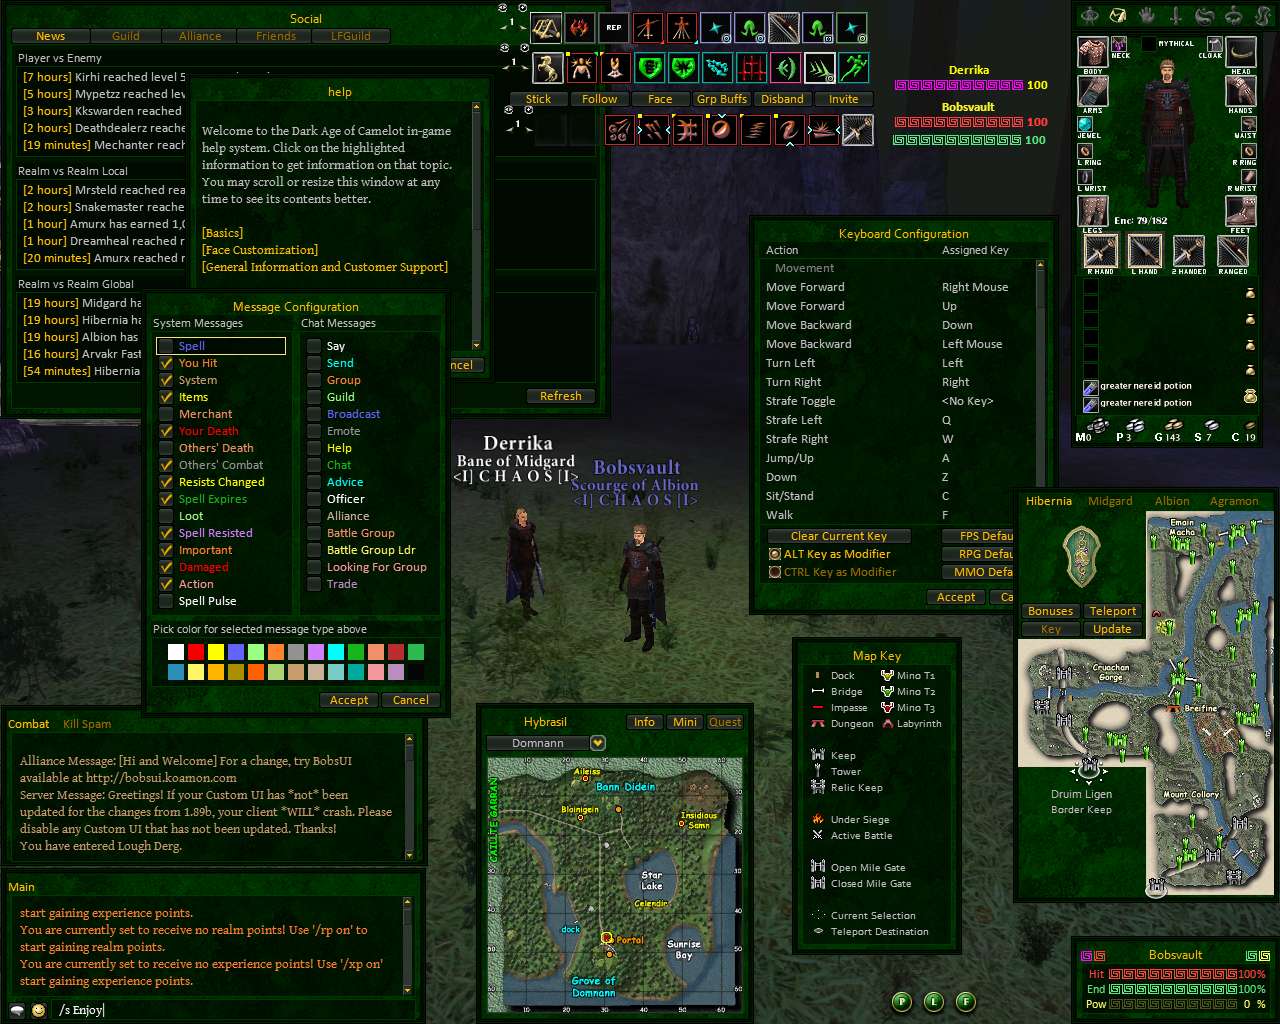 Social
News
Guild
Alliance
Friends
LFGuild
Player vs Enemy
[7 hours] Kirhi reached level 5
[5 hours] Mypetzz reached lev
[3 hours] Kkswarden reached
[2 hours] Deathdealerz reache
[19 minutes] Mechanter reach
Realm vs Realm Local
[2 hours] Mrsteld reached rea
[2 hours] Snakemaster reache
[1 hour] Amurx has earned 1,0
[1 hour] Dreamheal reached r
[20 minutes] Amurx reached r
Realm vs Realm Global
[19 hours] Midgard ha
[19 hours] Hibernia ha
[19 hours] Albion has
[16 hours] Arvakr Fast
[54 minutes] Hibernia
Refresh
help
Welcome to the Dark Age of Camelot in-game
help system. Click on the highlighted
information to get information on that topic.
You may scroll or resize this window at any
time to see its contents better.
[Basics]
[Face Customization]
[General Information and Customer Support]
ncel
Message Configuration
System Messages
Chat Messages
Spell
You Hit
System
Items
Merchant
Your Death
Others' Death
Others' Combat
Resists Changed
Spell Expires
Loot
Spell Resisted
Important
Damaged
Action
Spell Pulse
Say
Send
Group
Guild
Broadcast
Emote
Help
Chat
Advice
Officer
Alliance
Battle Group
Battle Group Ldr
Looking For Group
Trade
Pick color for selected message type above
Accept
Cancel
1
REP
1
Stick
Follow
Face
Grp Buffs
Disband
Invite
1
Derrika
100
Bobsvault
100
100
MYTHICAL
NECK
CLOAK
BODY
HEAD
ARMS
HANDS
JEWEL
WAIST
L RING
R RING
L WRIST
R WRIST
Enc: 79/182
LEGS
FEET
R HAND
L HAND
2 HANDED
RANGED
greater nereid potion
greater nereid potion
M 0
P 3
G 143
S 7
C 19
Keyboard Configuration
Action
Assigned Key
Movement
Move Forward
Right Mouse
Move Forward
Up
Move Backward
Down
Move Backward
Left Mouse
Turn Left
Left
Turn Right
Right
Strafe Toggle
<No Key>
Strafe Left
Q
Strafe Right
W
Jump/Up
A
Down
Z
Sit/Stand
C
Walk
F
Clear Current Key
FPS Defau
ALT Key as Modifier
RPG Defau
CTRL Key as Modifier
MMO Defa
Accept
Ca
Derrika
Bane of Midgard
<[I] C H A O S [I]>
Bobsvault
Scourge of Albion
<[I] C H A O S [I]>
Hibernia
Midgard
Albion
Agramon
Bonuses
Teleport
Key
Update
Emain
Macha
Cruachan
Gorge
Breifine
Mount Collory
Druim Ligen
Border Keep
Map Key
Dock
Mino T1
Bridge
Mino T2
Impasse
Mino T3
Dungeon
Labyrinth
Keep
Tower
Relic Keep
Under Siege
Active Battle
Open Mile Gate
Closed Mile Gate
Current Selection
Teleport Destination
Hybrasil
Info
Mini
Quest
Domnann
CAILLTE GARRAN
Aileiss
Bann Didein
Blainigein
Insidious
Samn
Star
Lake
Celendir
dock
Portal
Sunrise
Bay
Grove of
Domnann
Combat
Kill Spam
Alliance Message: [Hi and Welcome] For a change, try BobsUI
available at http://bobsui.koamon.com
Server Message: Greetings! If your Custom UI has *not* been
updated for the changes from 1.89b, your client *WILL* crash. Please
disable any Custom UI that has not been updated. Thanks!
You have entered Lough Derg.
Main
start gaining experience points.
You are currently set to receive no realm points! Use '/rp on' to
start gaining realm points.
You are currently set to receive no experience points! Use '/xp on'
start gaining experience points.
/s Enjoy
P
L
F
Bobsvault
Hit
100%
End
100%
Pow
0 %